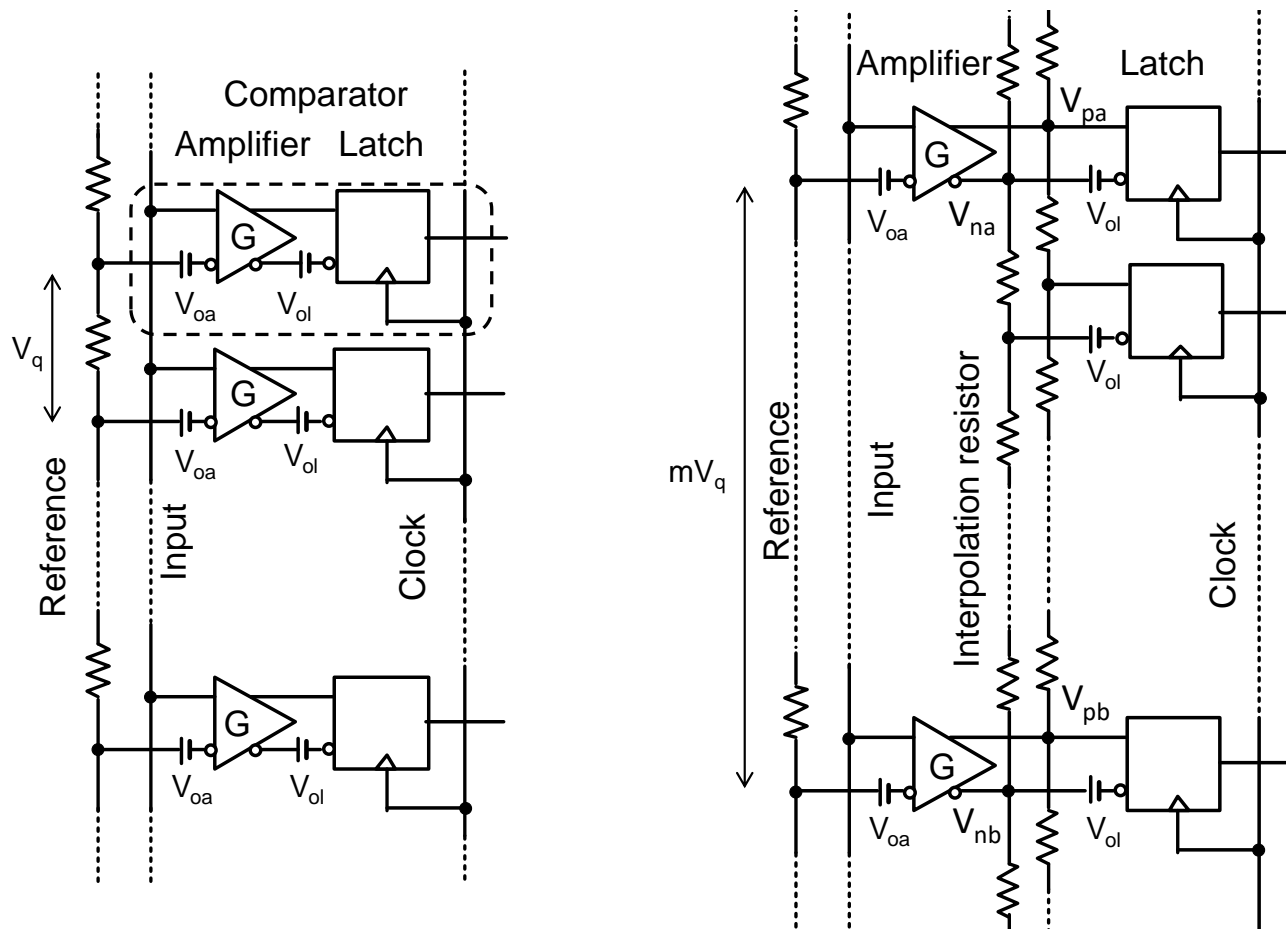 Comparator
Amplifier Latch
G
V_oa V_ol
V_q
G
V_oa V_ol
Reference
Input
Clock
G
V_oa V_ol
Amplifier Latch
V_pa
G
V_oa V_na V_ol
V_ol
mV_q
Reference
Input
Interpolation resistor
Clock
V_pb
G
V_oa V_nb V_ol